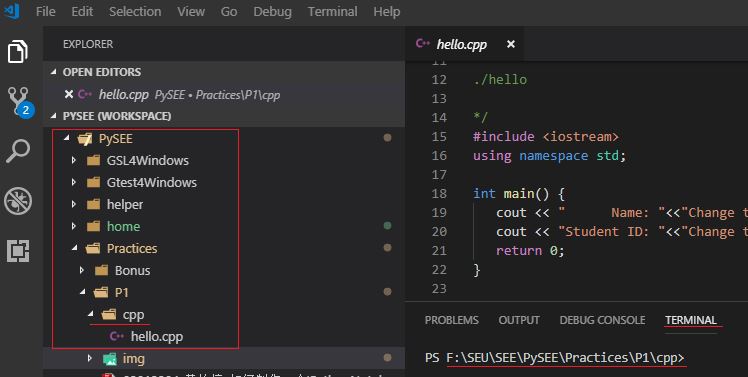 File Edit Selection View Go Debug Terminal Help
EXPLORER
OPEN EDITORS
hello.cpp PySEE • Practices\P1\cpp
PYSEE (WORKSPACE)
PySEE
GSL4Windows
Gtest4Windows
helper
home
Practices
Bonus
P1
cpp
hello.cpp
img
2
hello.cpp
11
12 ./hello
13
14 */
15 #include <iostream>
16 using namespace std;
17
18 int main() {
19 cout << "      Name: "<<"Change t
20 cout << "Student ID: "<<"Change t
21 return 0;
22 }
23
PROBLEMS OUTPUT DEBUG CONSOLE TERMINAL
PS F:\SEU\SEE\PySEE\Practices\P1\cpp>